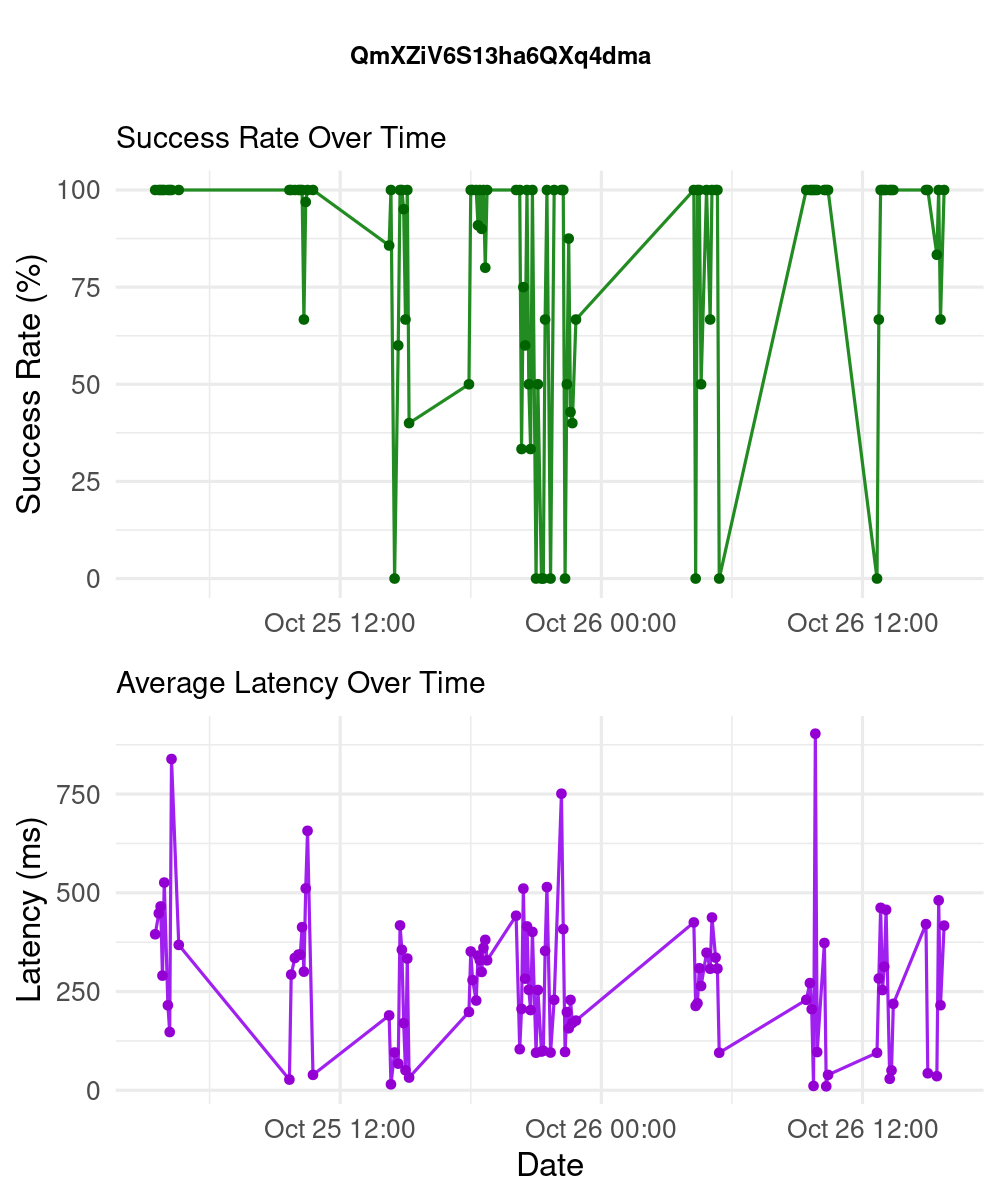 QmXZiV6S13ha6QXq4dma
Success Rate Over Time
Success Rate (%)
100
75
50
25
0
Oct 25 12:00 Oct 26 00:00 Oct 26 12:00
Average Latency Over Time
Latency (ms)
750
500
250
0
Oct 25 12:00 Oct 26 00:00 Oct 26 12:00
Date